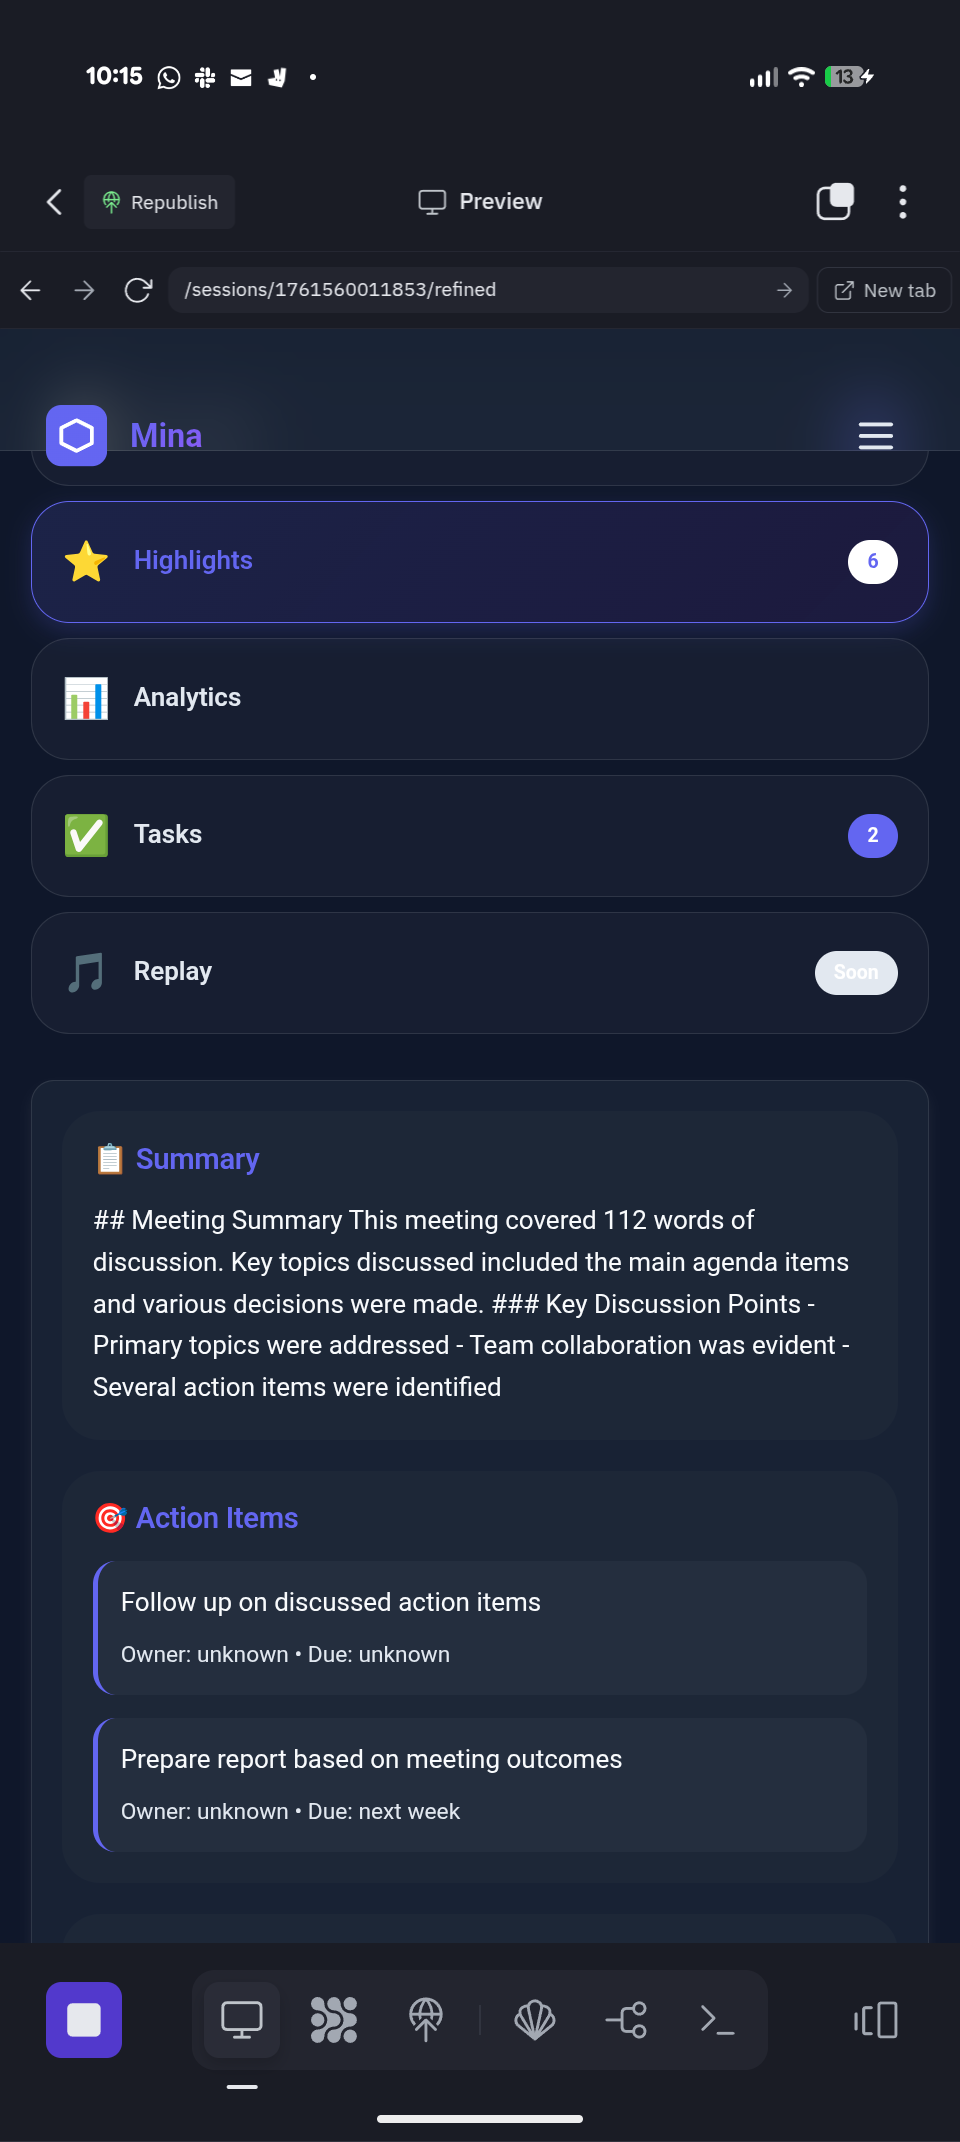 10:15
13
Republish
Preview
/sessions/1761560011853/refined
New tab
Mina
Highlights
6
Analytics
Tasks
2
Replay
Soon
Summary
## Meeting Summary This meeting covered 112 words of
discussion. Key topics discussed included the main agenda items
and various decisions were made. ### Key Discussion Points -
Primary topics were addressed - Team collaboration was evident -
Several action items were identified
Action Items
Follow up on discussed action items
Owner: unknown • Due: unknown
Prepare report based on meeting outcomes
Owner: unknown • Due: next week